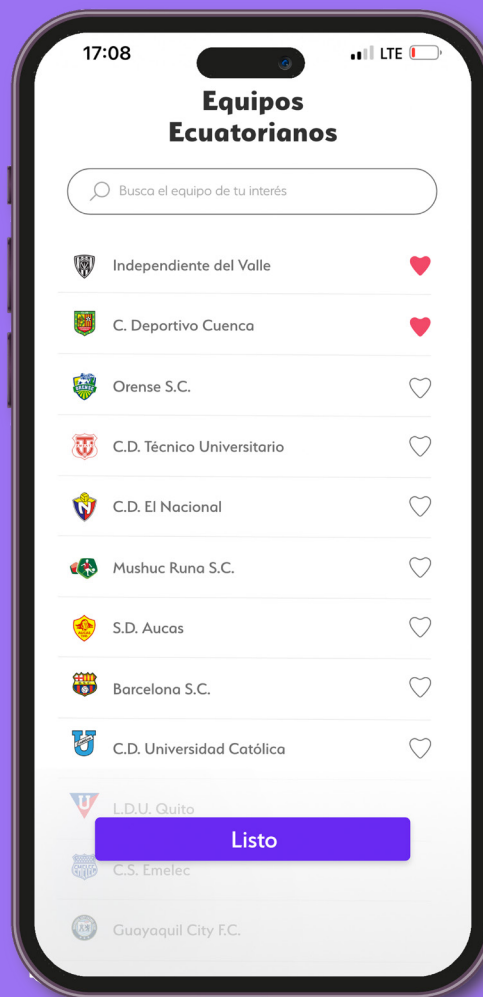 17:08
LTE
Equipos
Ecuatorianos
Busca el equipo de tu interés
Independiente del Valle
C. Deportivo Cuenca
Orense S.C.
C.D. Técnico Universitario
C.D. El Nacional
Mushuc Runa S.C.
S.D. Aucas
Barcelona S.C.
C.D. Universidad Católica
L.D.U. Quito
Listo
C.S. Emelec
Guayaquil City F.C.